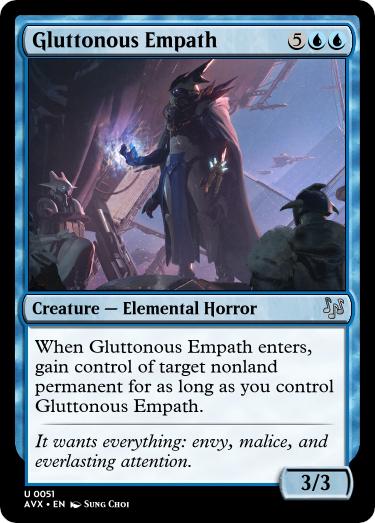 Gluttonous Empath 5
Creature — Elemental Horror
When Gluttonous Empath enters,
gain control of target nonland
permanent for as long as you control
Gluttonous Empath.
It wants everything: envy, malice, and
everlasting attention.
3/3
U 0051
AVX • EN Sung Choi